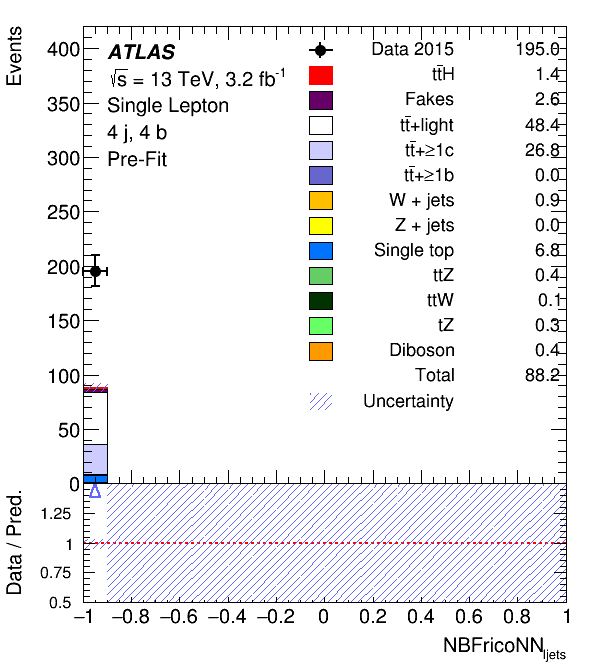 Events
400
350
300
250
200
150
100
50
0
ATLAS
√s = 13 TeV, 3.2 fb⁻¹
Single Lepton
4 j, 4 b
Pre-Fit
Data 2015 195.0
tt̄H 1.4
Fakes 2.6
tt̄+light 48.4
tt̄+≥1c 26.8
tt̄+≥1b 0.0
W + jets 0.9
Z + jets 0.0
Single top 6.8
ttZ 0.4
ttW 0.1
tZ 0.3
Diboson 0.4
Total 88.2
Uncertainty
Data / Pred.
1.25
1
0.75
0.5
−1 −0.8 −0.6 −0.4 −0.2 0 0.2 0.4 0.6 0.8 1
NBFricoNN_ljets